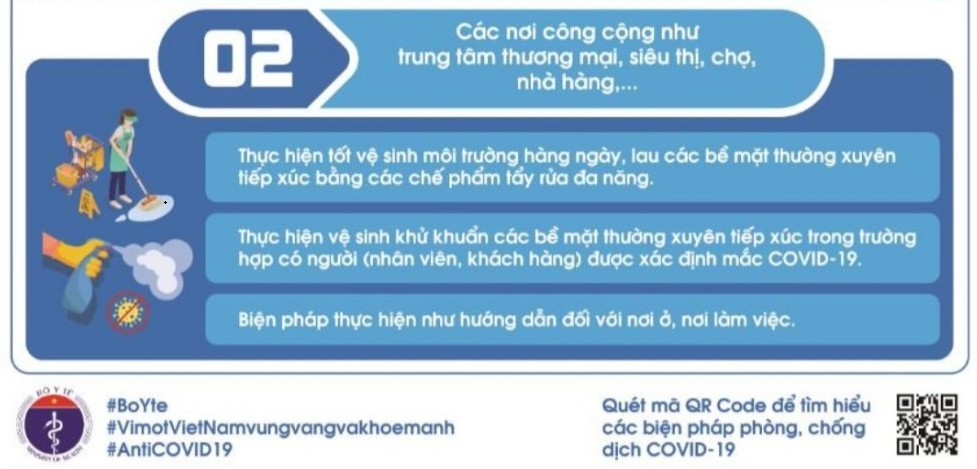 02
Các nơi công cộng như
trung tâm thương mại, siêu thị, chợ,
nhà hàng,...
Thực hiện tốt vệ sinh môi trường hàng ngày, lau các bề mặt thường xuyên
tiếp xúc bằng các chế phẩm tẩy rửa đa năng.
Thực hiện vệ sinh khử khuẩn các bề mặt thường xuyên tiếp xúc trong trường
hợp có người (nhân viên, khách hàng) được xác định mắc COVID-19.
Biện pháp thực hiện như hướng dẫn đối với nơi ở, nơi làm việc.
BỘ Y TẾ
MINISTRY OF HEALTH
#BoYte
#VimotVietNamvungvangvakhoemanh
#AntiCOVID19
Quét mã QR Code để tìm hiểu
các biện pháp phòng, chống
dịch COVID-19